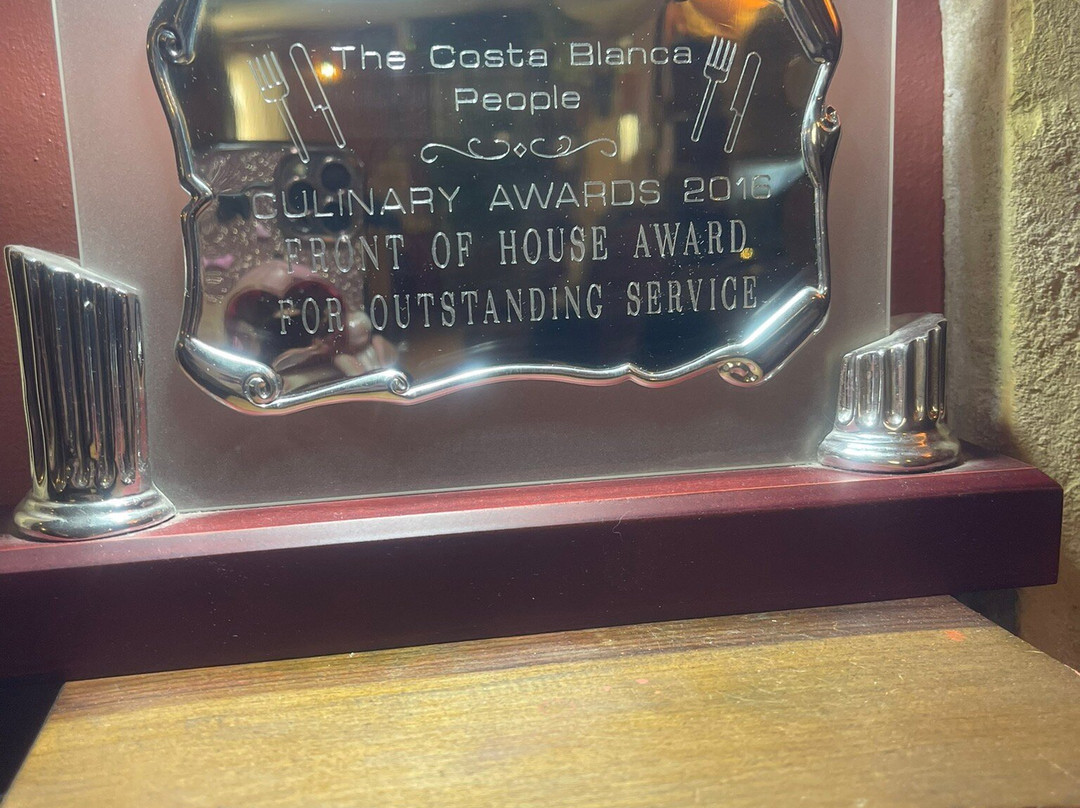 The Costa Blanca
People
CULINARY AWARDS 2016
FRONT OF HOUSE AWARD
FOR OUTSTANDING SERVICE